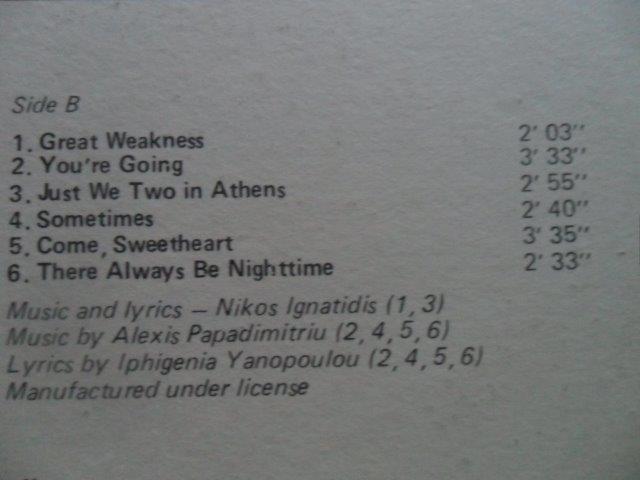 Side B
1. Great Weakness 2' 03''
2. You're Going 3' 33''
3. Just We Two in Athens 2' 55''
4. Sometimes 2' 40''
5. Come, Sweetheart 3' 35''
6. There Always Be Nighttime 2' 33''
Music and lyrics — Nikos Ignatidis (1, 3)
Music by Alexis Papadimitriu (2, 4, 5, 6)
Lyrics by Iphigenia Yanopoulou (2, 4, 5, 6)
Manufactured under license